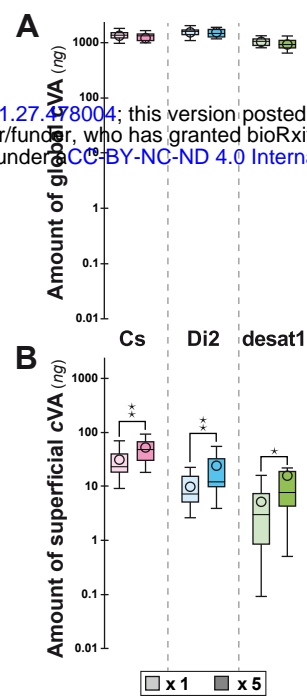 A
Amount of global cVA (ng)
1000
100
10
1
0.1
0.01
1.27.478004; this version posted
r/funder, who has granted bioRxi
under aCC-BY-NC-ND 4.0 Interna
Cs Di2 desat1
B
Amount of superficial cVA (ng)
1000
100
10
1
0.1
0.01
** ** *
x 1 x 5